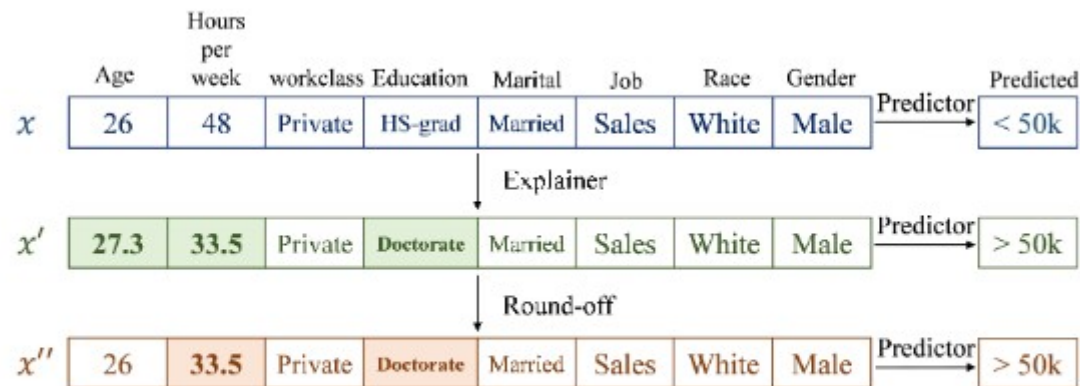 Hours
per
Age week workclass Education Marital Job Race Gender Predicted
x 26 48 Private HS-grad Married Sales White Male Predictor < 50k
Explainer
x′ 27.3 33.5 Private Doctorate Married Sales White Male Predictor > 50k
Round-off
x′′ 26 33.5 Private Doctorate Married Sales White Male Predictor > 50k